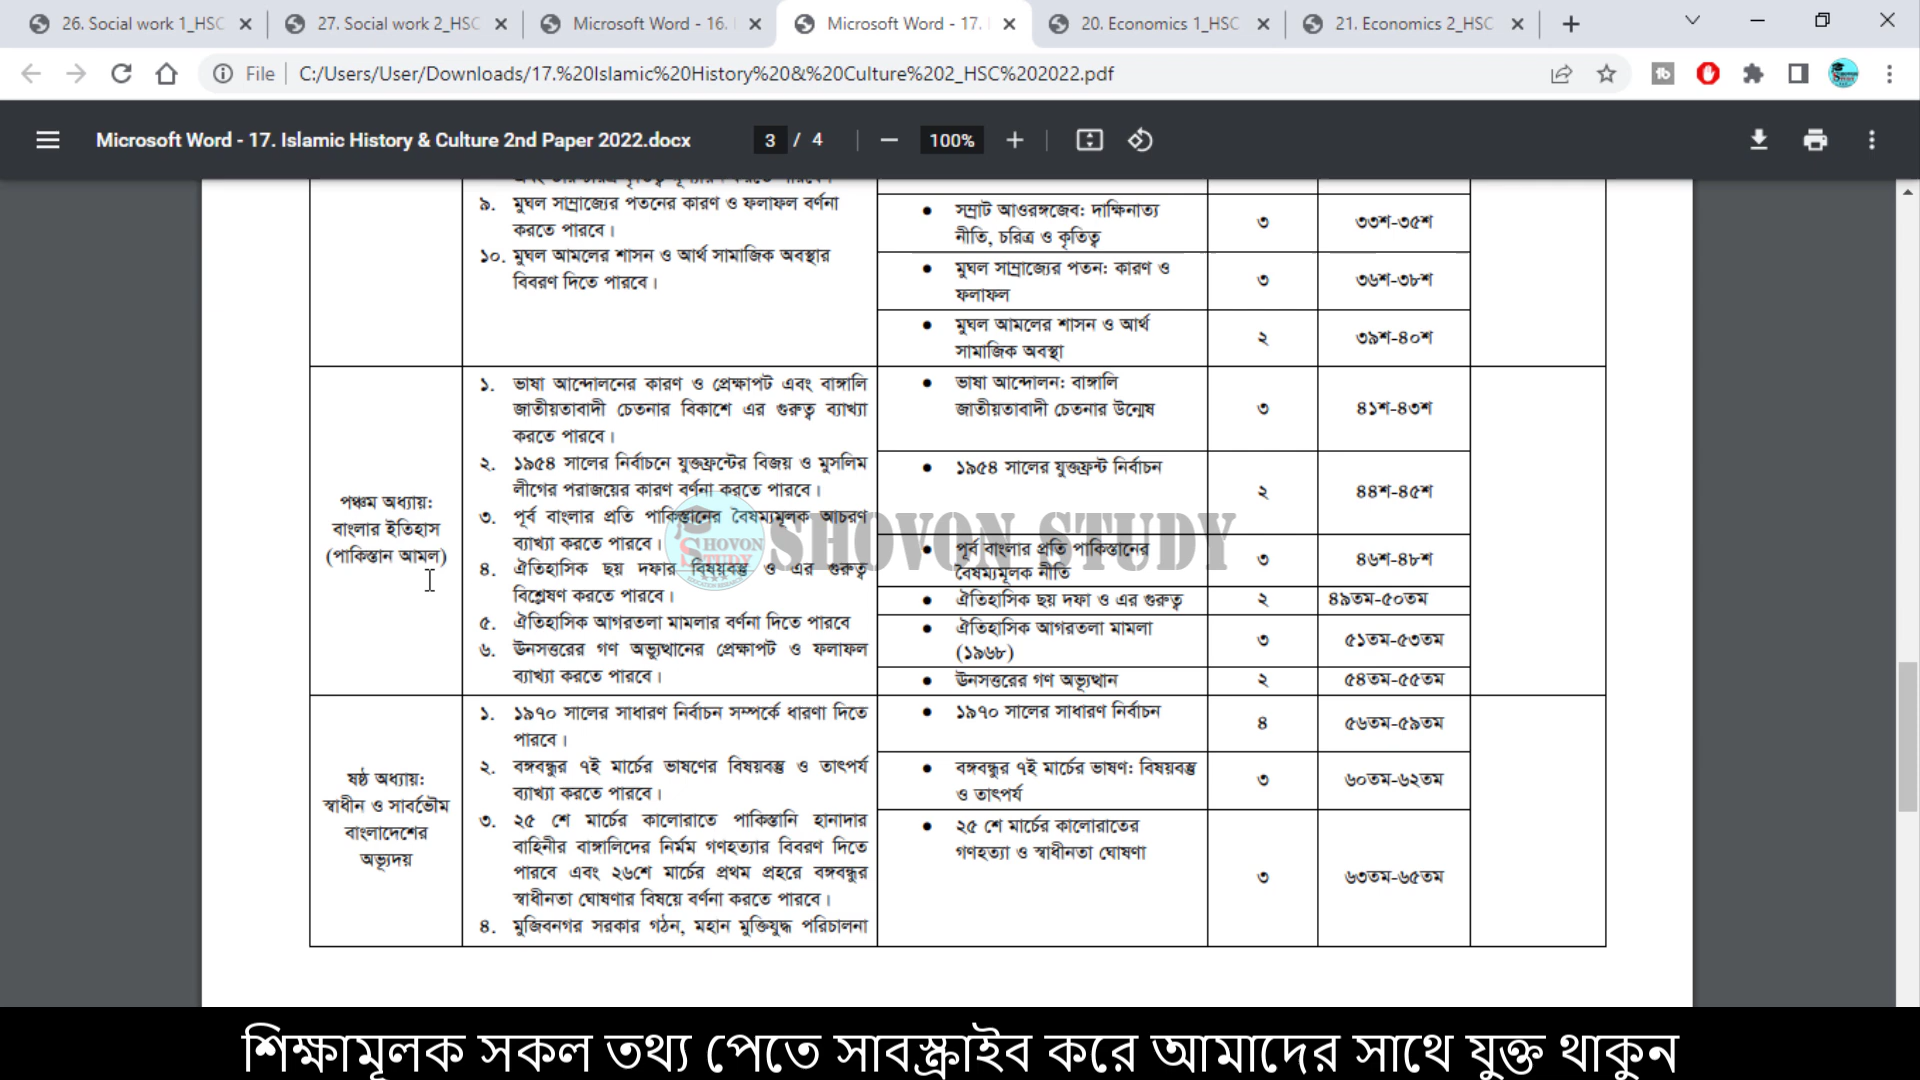 26. Social work 1_HSC
27. Social work 2_HSC
Microsoft Word - 16.
Microsoft Word - 17.
20. Economics 1_HSC
21. Economics 2_HSC
File
C:/Users/User/Downloads/17.%20Islamic%20History%20&%20Culture%202_HSC%202022.pdf
Microsoft Word - 17. Islamic History & Culture 2nd Paper 2022.docx
3 / 4
100%
৯. মুঘল সাম্রাজ্যের পতনের কারণ ও ফলাফল বর্ণনা
করতে পারবে।
১০. মুঘল আমলের শাসন ও আর্থ সামাজিক অবস্থার
বিবরণ দিতে পারবে।
• সম্রাট আওরঙ্গজেব: দাক্ষিনাত্য
নীতি, চরিত্র ও কৃতিত্ব
৩
৩৩শ-৩৫শ
• মুঘল সাম্রাজ্যের পতন: কারণ ও
ফলাফল
৩
৩৬শ-৩৮শ
• মুঘল আমলের শাসন ও আর্থ
সামাজিক অবস্থা
২
৩৯শ-৪০শ
পঞ্চম অধ্যায়:
বাংলার ইতিহাস
(পাকিস্তান আমল)
১. ভাষা আন্দোলনের কারণ ও প্রেক্ষাপট এবং বাঙ্গালি
জাতীয়তাবাদী চেতনার বিকাশে এর গুরুত্ব ব্যাখ্যা
করতে পারবে।
২. ১৯৫৪ সালের নির্বাচনে যুক্তফ্রন্টের বিজয় ও মুসলিম
লীগের পরাজয়ের কারণ বর্ণনা করতে পারবে।
৩. পূর্ব বাংলার প্রতি পাকিস্তানের বৈষম্যমূলক আচরণ
ব্যাখ্যা করতে পারবে।
৪. ঐতিহাসিক ছয় দফার বিষয়বস্তু ও এর গুরুত্ব
বিশ্লেষণ করতে পারবে।
৫. ঐতিহাসিক আগরতলা মামলার বর্ণনা দিতে পারবে
৬. ঊনসত্তরের গণ অভ্যুত্থানের প্রেক্ষাপট ও ফলাফল
ব্যাখ্যা করতে পারবে।
• ভাষা আন্দোলন: বাঙ্গালি
জাতীয়তাবাদী চেতনার উন্মেষ
৩
৪১শ-৪৩শ
• ১৯৫৪ সালের যুক্তফ্রন্ট নির্বাচন
২
৪৪শ-৪৫শ
• পূর্ব বাংলার প্রতি পাকিস্তানের
বৈষম্যমূলক নীতি
৩
৪৬শ-৪৮শ
• ঐতিহাসিক ছয় দফা ও এর গুরুত্ব
২
৪৯তম-৫০তম
• ঐতিহাসিক আগরতলা মামলা
(১৯৬৮)
৩
৫১তম-৫৩তম
• ঊনসত্তরের গণ অভ্যুত্থান
২
৫৪তম-৫৫তম
SHOVON STUDY
SHOVON
STUDY
ষষ্ঠ অধ্যায়:
স্বাধীন ও সার্বভৌম
বাংলাদেশের
অভ্যুদয়
১. ১৯৭০ সালের সাধারণ নির্বাচন সম্পর্কে ধারণা দিতে
পারবে।
২. বঙ্গবন্ধুর ৭ই মার্চের ভাষণের বিষয়বস্তু ও তাৎপর্য
ব্যাখ্যা করতে পারবে।
৩. ২৫ শে মার্চের কালোরাতে পাকিস্তানি হানাদার
বাহিনীর বাঙ্গালিদের নির্মম গণহত্যার বিবরণ দিতে
পারবে এবং ২৬শে মার্চের প্রথম প্রহরে বঙ্গবন্ধুর
স্বাধীনতা ঘোষণার বিষয়ে বর্ণনা করতে পারবে।
৪. মুজিবনগর সরকার গঠন, মহান মুক্তিযুদ্ধ পরিচালনা
• ১৯৭০ সালের সাধারণ নির্বাচন
৪
৫৬তম-৫৯তম
• বঙ্গবন্ধুর ৭ই মার্চের ভাষণ: বিষয়বস্তু
ও তাৎপর্য
৩
৬০তম-৬২তম
• ২৫ শে মার্চের কালোরাতের
গণহত্যা ও স্বাধীনতা ঘোষণা
৩
৬৩তম-৬৫তম
শিক্ষামূলক সকল তথ্য পেতে সাবস্ক্রাইব করে আমাদের সাথে যুক্ত থাকুন